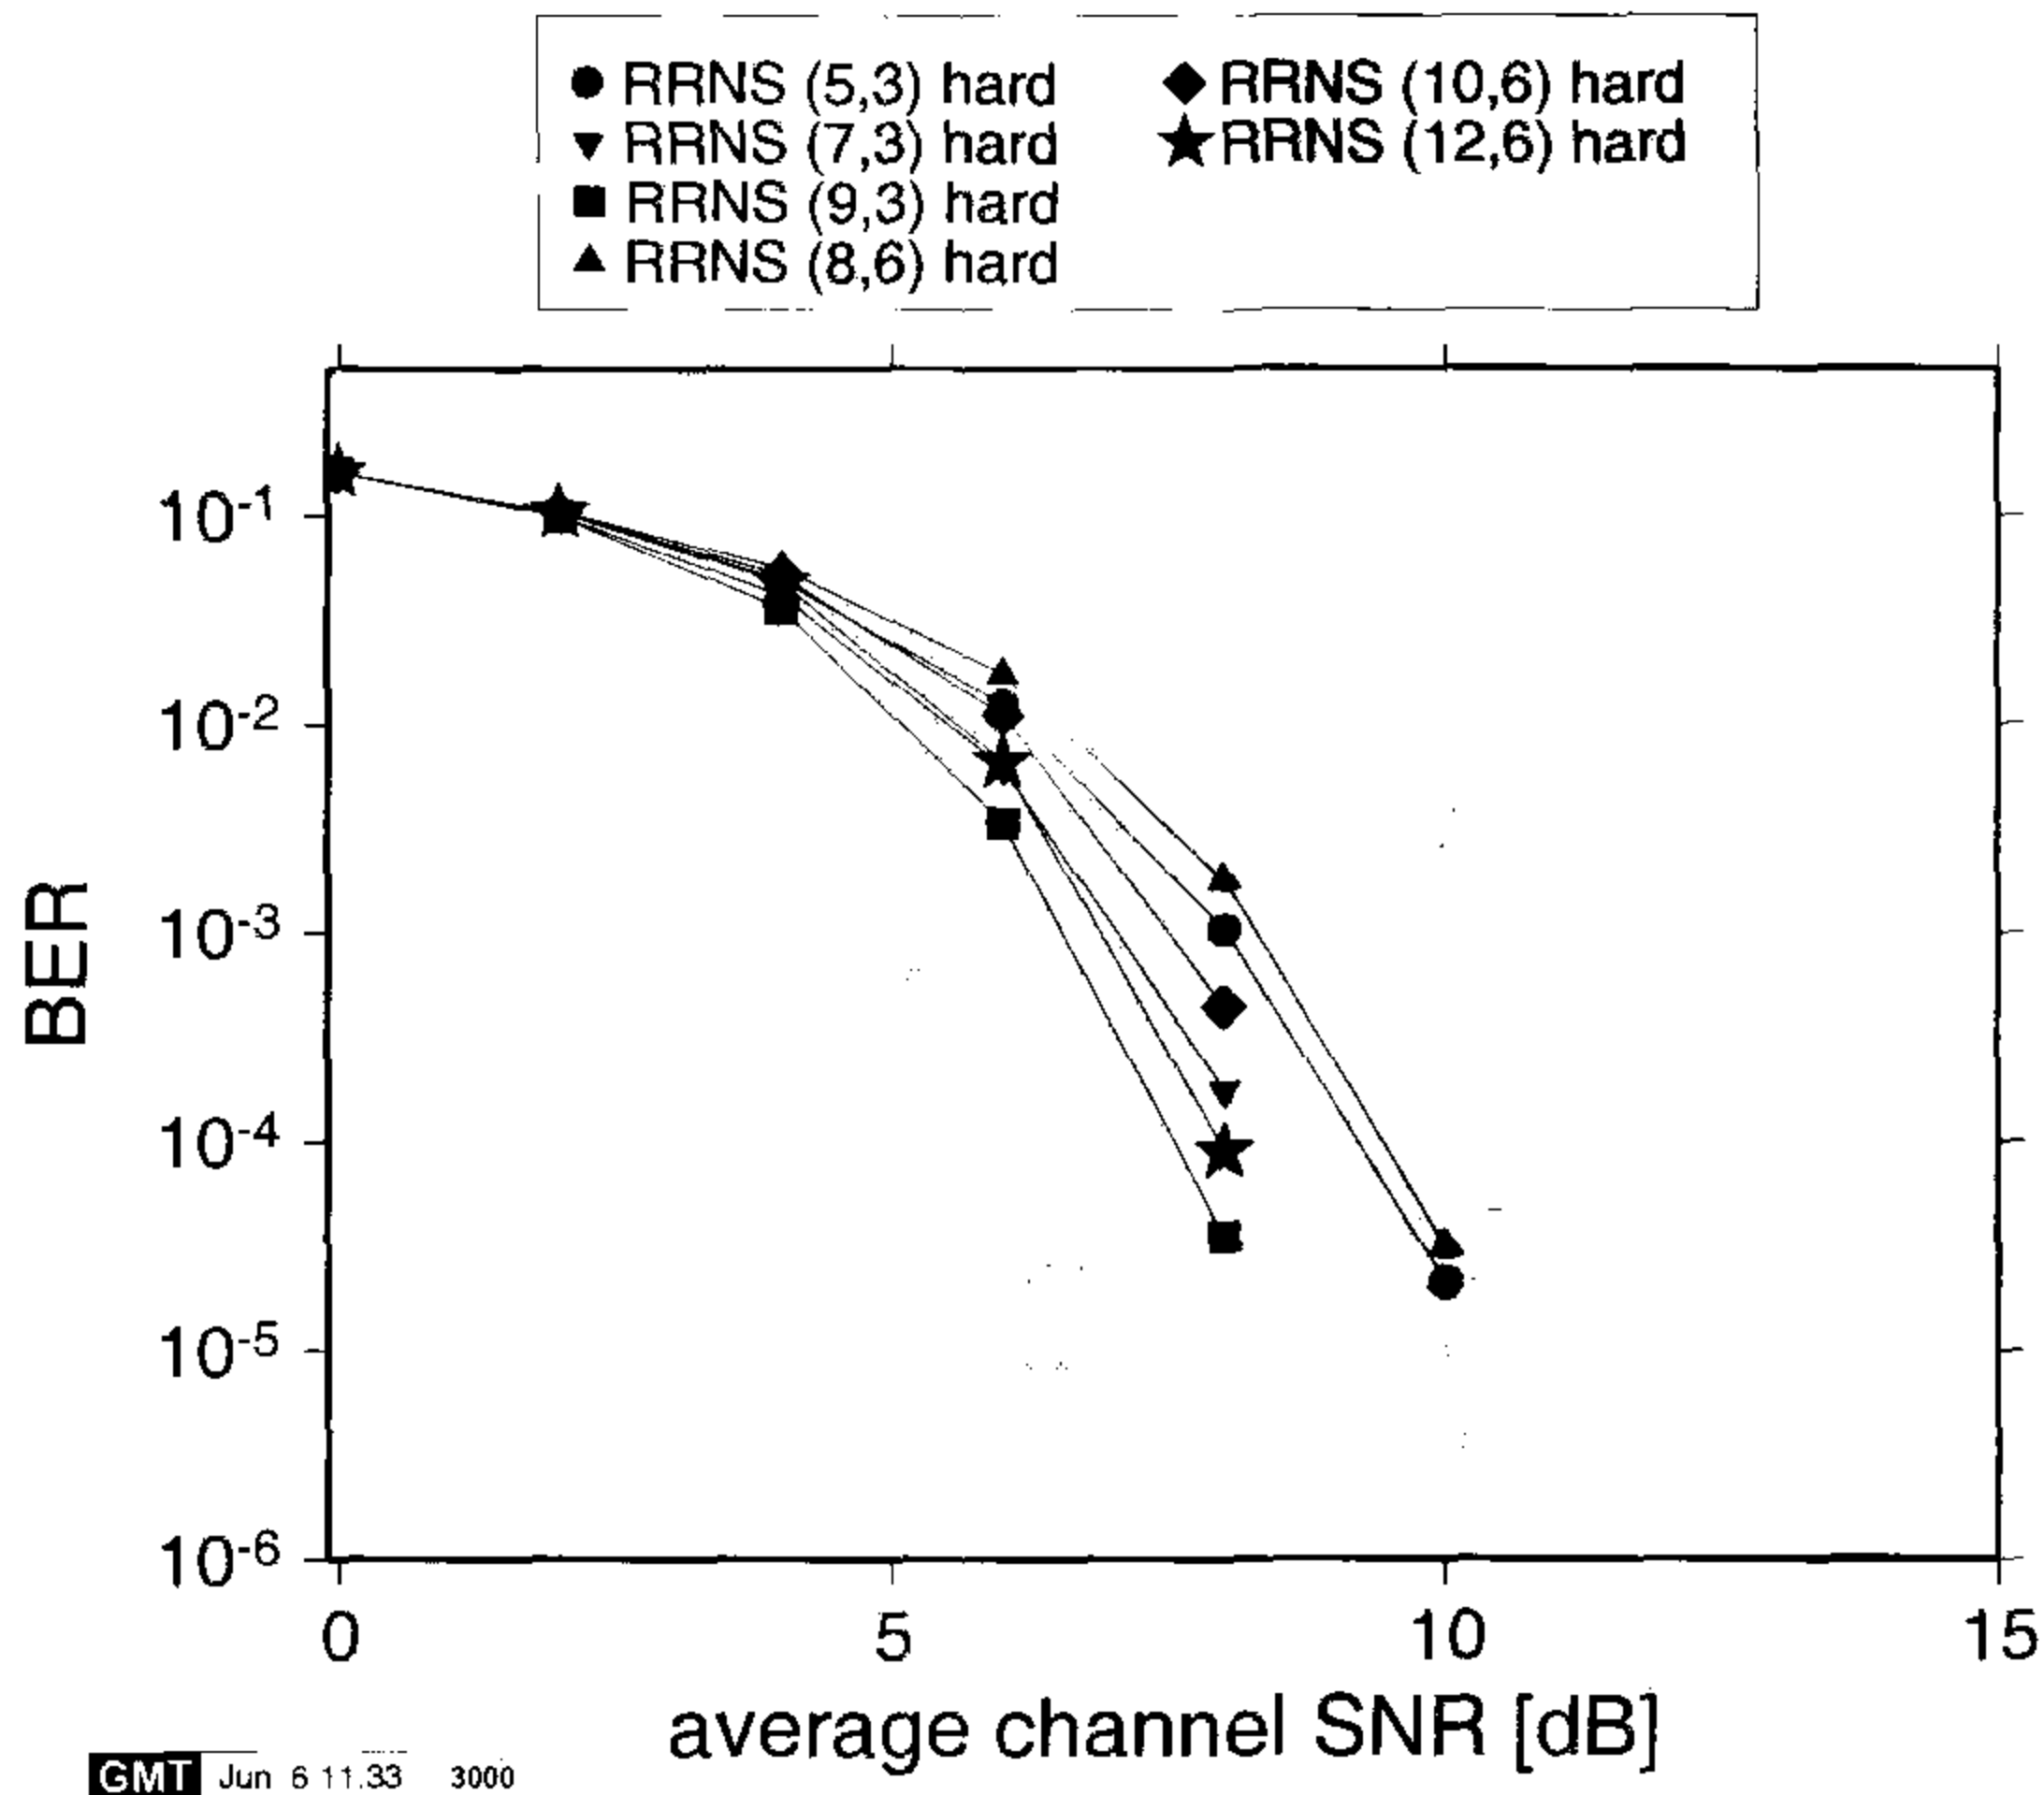 RRNS (5,3) hard
RRNS (7,3) hard
RRNS (9,3) hard
RRNS (8,6) hard
RRNS (10,6) hard
RRNS (12,6) hard
10-1
10-2
10-3
10-4
10-5
10-6
BER
0 5 10 15
average channel SNR [dB]
GMT Jun 6 11.33 3000